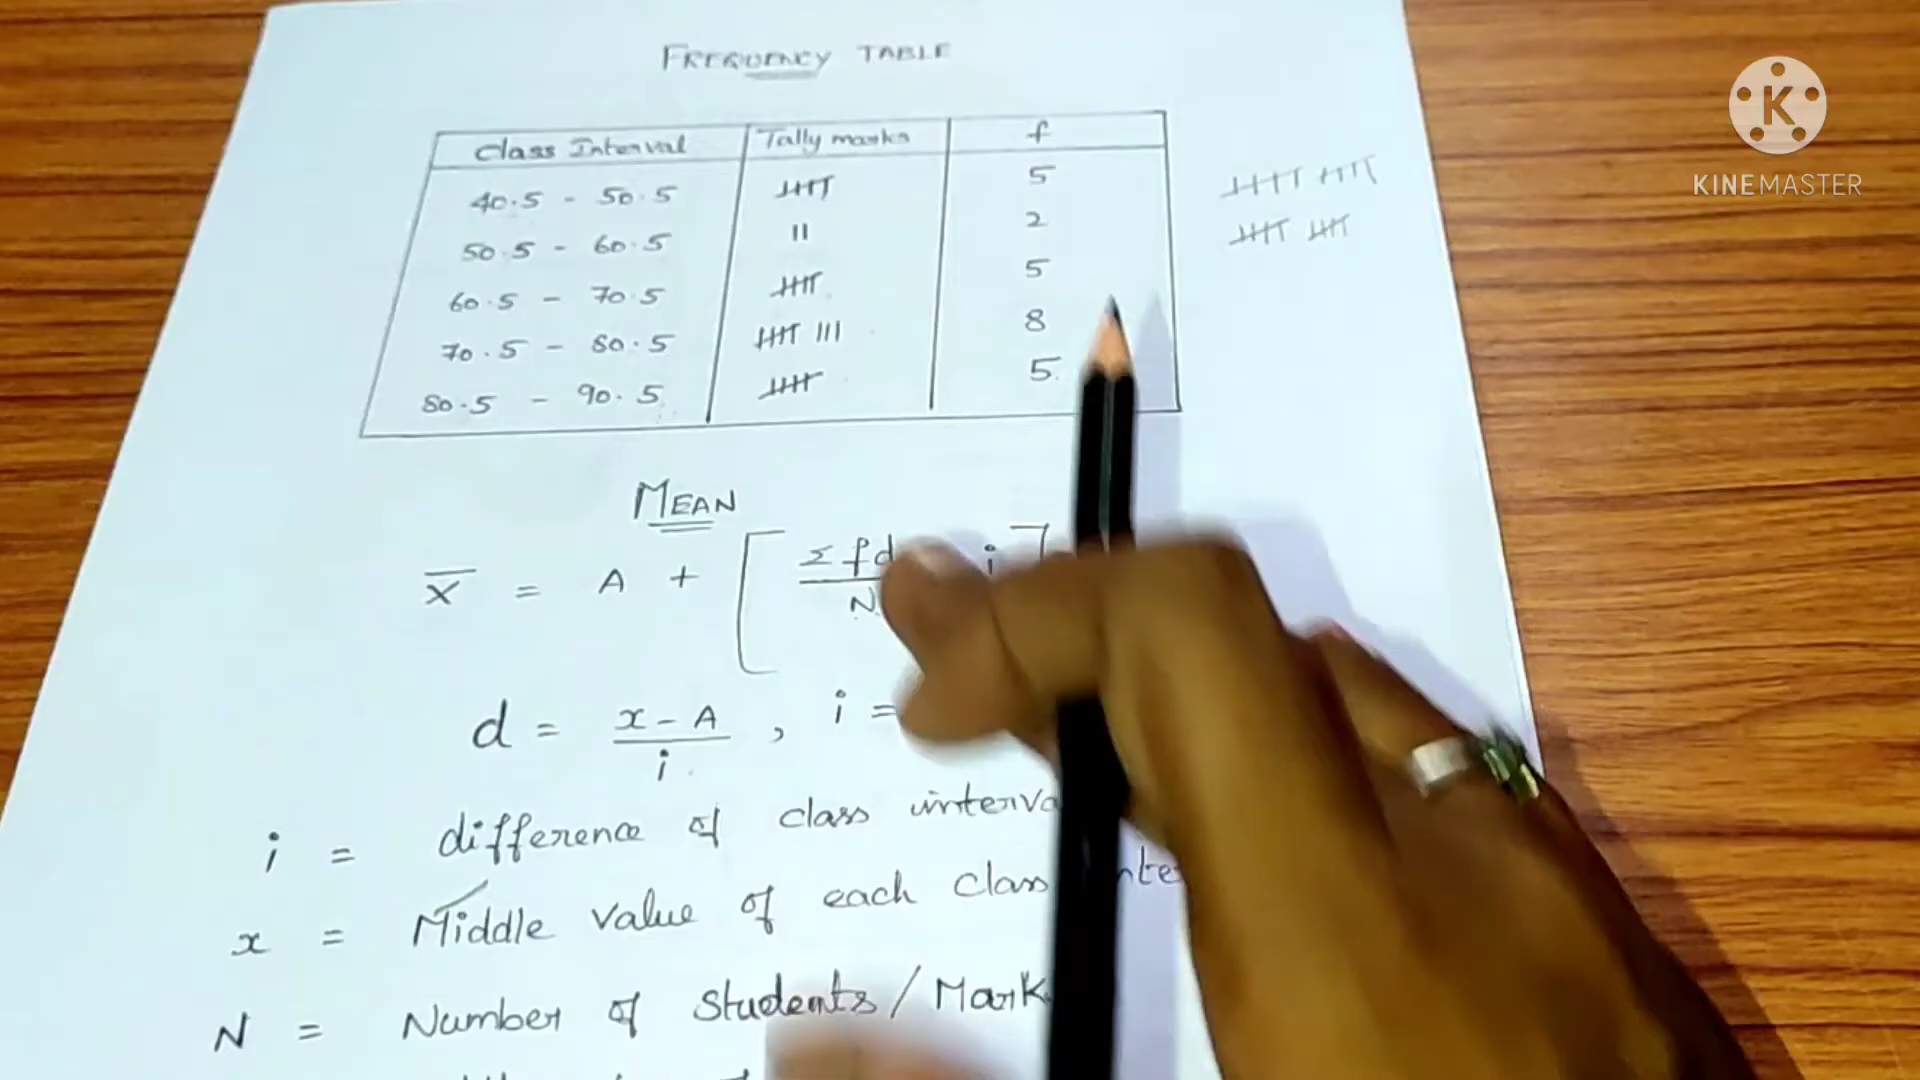 FREQUENCY TABLE
KINEMASTER
Class Interval Tally marks f
40.5 - 50.5 5
50.5 - 60.5 || 2
60.5 - 70.5 5
70.5 - 80.5 8
80.5 - 90.5 5
MEAN
x̄ = A + [ Σfd / N i ]
d = x - A / i , i =
i = difference of class
x = Middle value of each class
N = Number of students/Mark